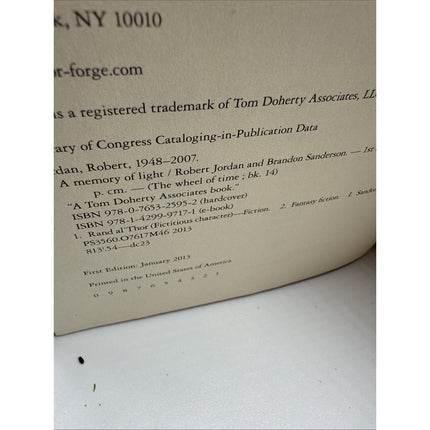 k, NY 10010
r-forge.com
s a registered trademark of Tom Doherty Associates, LL
ary of Congress Cataloging-in-Publication Data
dan, Robert, 1948–2007.
A memory of light / Robert Jordan and Brandon Sanderson. — 1st
p. cm. — (The wheel of time ; bk. 14)
"A Tom Doherty Associates book."
ISBN 978-0-7653-2595-2 (hardcover)
ISBN 978-1-4299-9717-1 (e-book)
1. Rand al'Thor (Fictitious character)—Fiction. 2. Fantasy fiction. I. Sander
PS3560.O7617M46 2013
813'.54—dc23
First Edition: January 2013
Printed in the United States of America
0 9 8 7 6 5 4 3 2 1